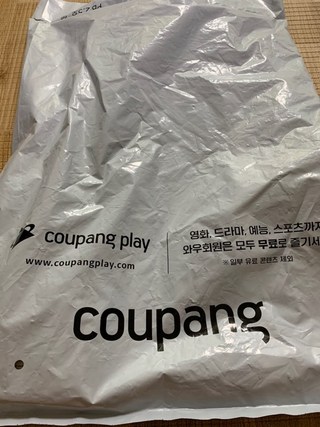 coupang play
www.coupangplay.com
영화, 드라마, 예능, 스포츠까지
와우회원은 모두 무료로 즐기세
※ 일부 유료 콘텐츠 제외
coupang